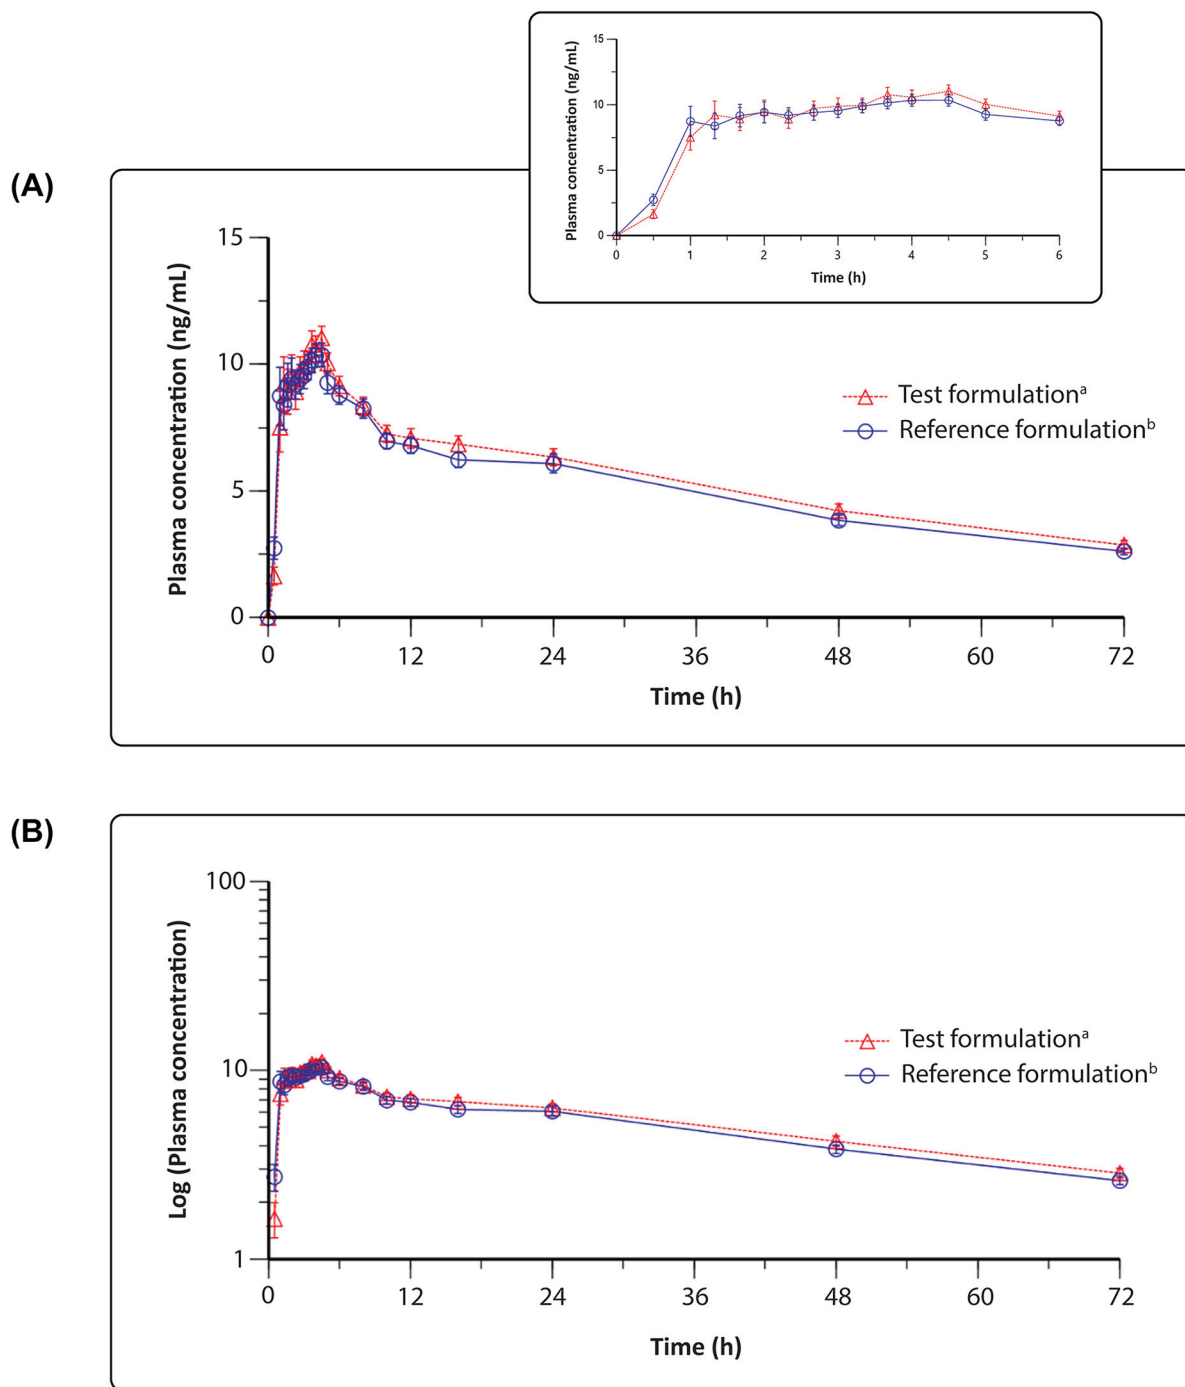 15
10
5
0
Plasma concentration (ng/mL)
0 1 2 3 4 5 6
Time (h)
(A)
15
10
5
0
Plasma concentration (ng/mL)
Test formulationᵃ
Reference formulationᵇ
0 12 24 36 48 60 72
Time (h)
(B)
100
10
1
Log (Plasma concentration)
Test formulationᵃ
Reference formulationᵇ
0 12 24 36 48 60 72
Time (h)